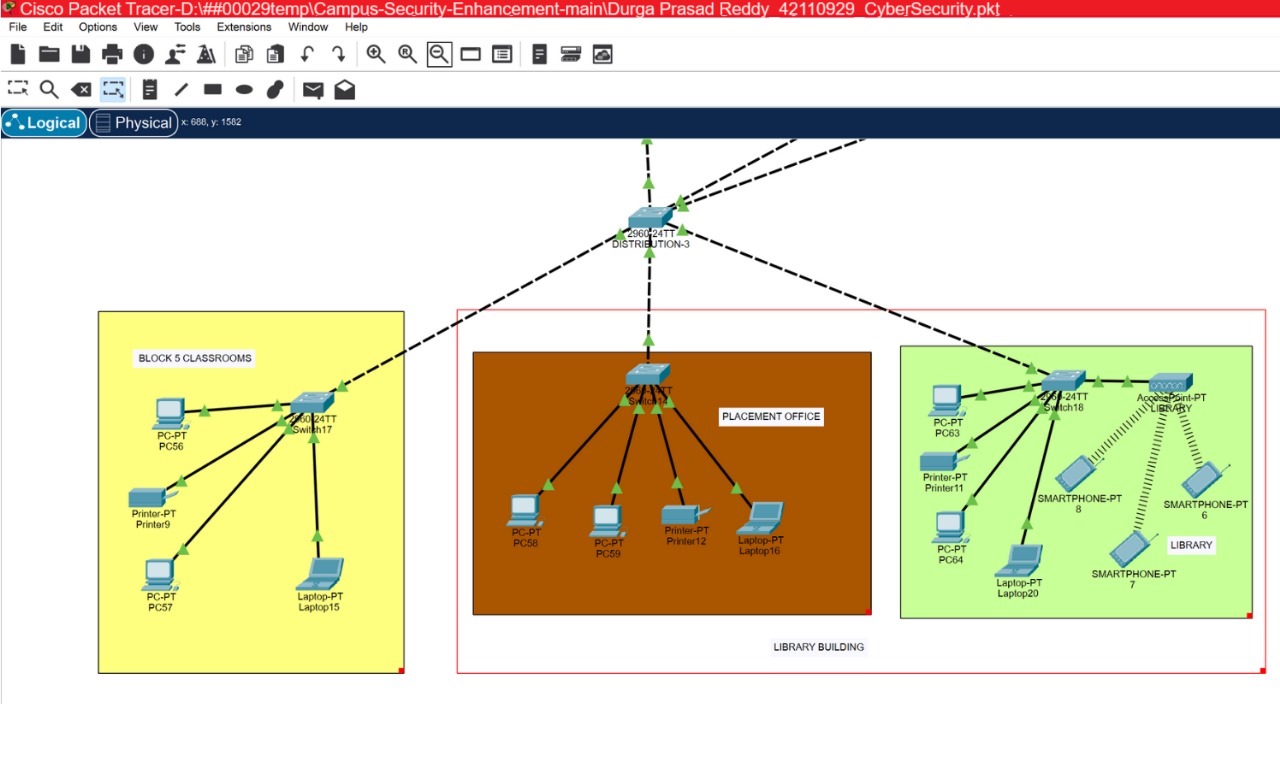 Cisco Packet Tracer-D:\##00029temp\Campus-Security-Enhancement-main\Durga Prasad Reddy_42110929_CyberSecurity.pkt
File Edit Options View Tools Extensions Window Help
Logical Physical x: 688, y: 1582
2960-24TT
DISTRIBUTION-3
BLOCK 5 CLASSROOMS
2960-24TT
Switch17
PC-PT
PC56
Printer-PT
Printer9
PC-PT
PC57
Laptop-PT
Laptop15
2960-24TT
Switch14
PLACEMENT OFFICE
PC-PT
PC58
PC-PT
PC59
Printer-PT
Printer12
Laptop-PT
Laptop16
LIBRARY BUILDING
2960-24TT
Switch18
AccessPoint-PT
LIBRARY
PC-PT
PC63
Printer-PT
Printer11
PC-PT
PC64
Laptop-PT
Laptop20
SMARTPHONE-PT
8
SMARTPHONE-PT
6
SMARTPHONE-PT
7
LIBRARY